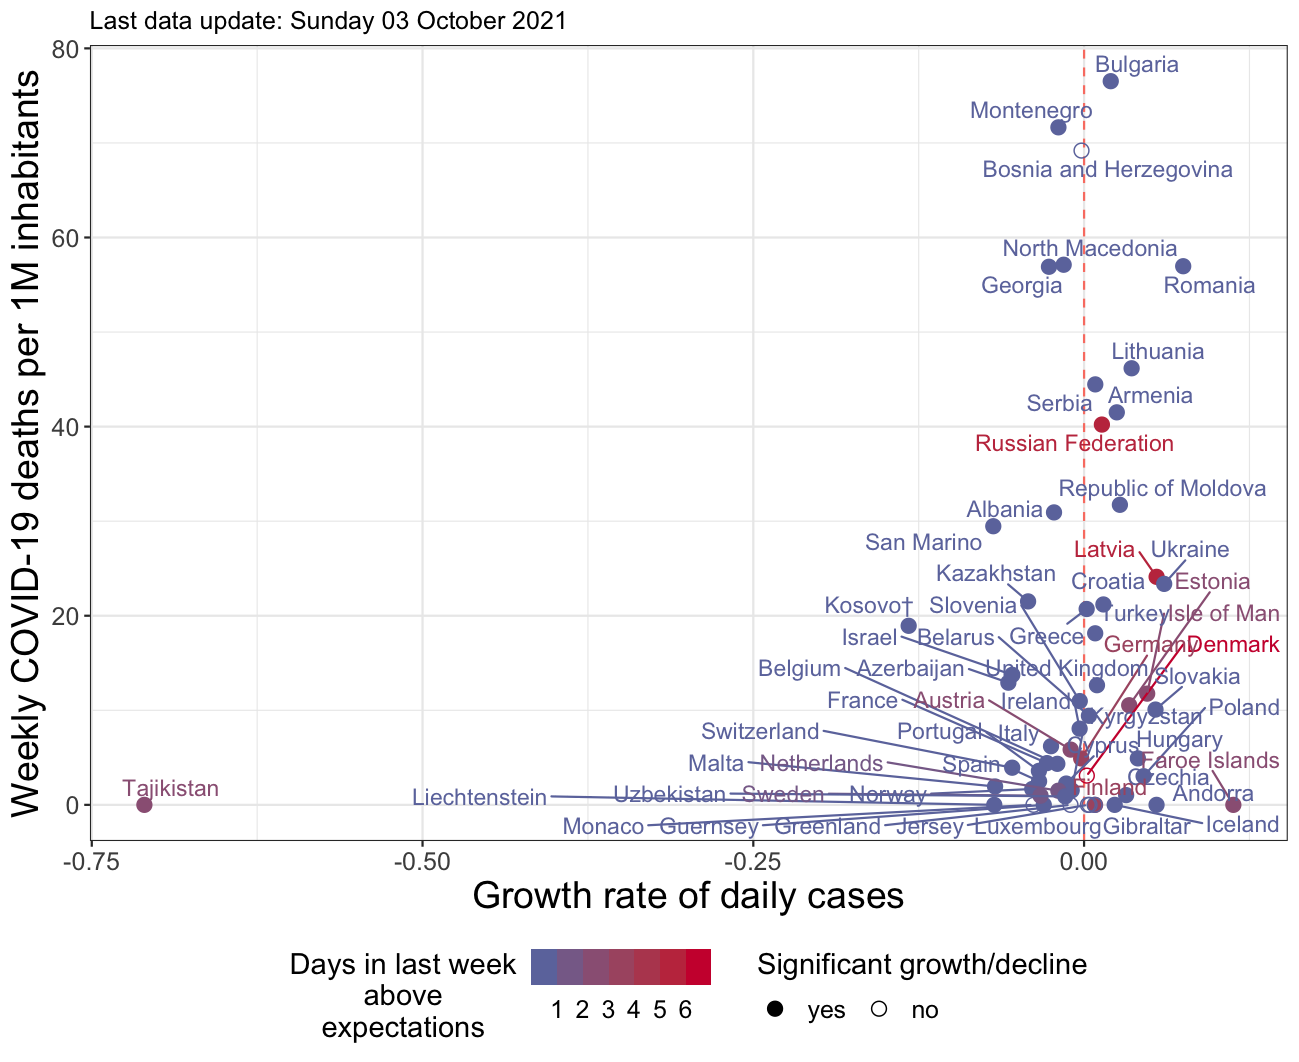 Last data update: Sunday 03 October 2021
Weekly COVID-19 deaths per 1M inhabitants
80
60
40
20
0
Bulgaria
Montenegro
Bosnia and Herzegovina
North Macedonia
Georgia
Romania
Lithuania
Serbia
Armenia
Russian Federation
Republic of Moldova
Albania
San Marino
Latvia
Ukraine
Kazakhstan
Croatia
Estonia
Kosovo†
Slovenia
Turkey
Isle of Man
Israel
Belarus
Greece
Germany
Denmark
Belgium
Azerbaijan
United Kingdom
Slovakia
France
Austria
Ireland
Kyrgyzstan
Poland
Switzerland
Portugal
Italy
Cyprus
Hungary
Malta
Netherlands
Spain
Faroe Islands
Czechia
Tajikistan
Liechtenstein
Uzbekistan
Sweden
Norway
Finland
Andorra
Monaco
Guernsey
Greenland
Jersey
Luxembourg
Gibraltar
Iceland
-0.75
-0.50
-0.25
0.00
Growth rate of daily cases
Days in last week
above
expectations
1 2 3 4 5 6
Significant growth/decline
yes
no